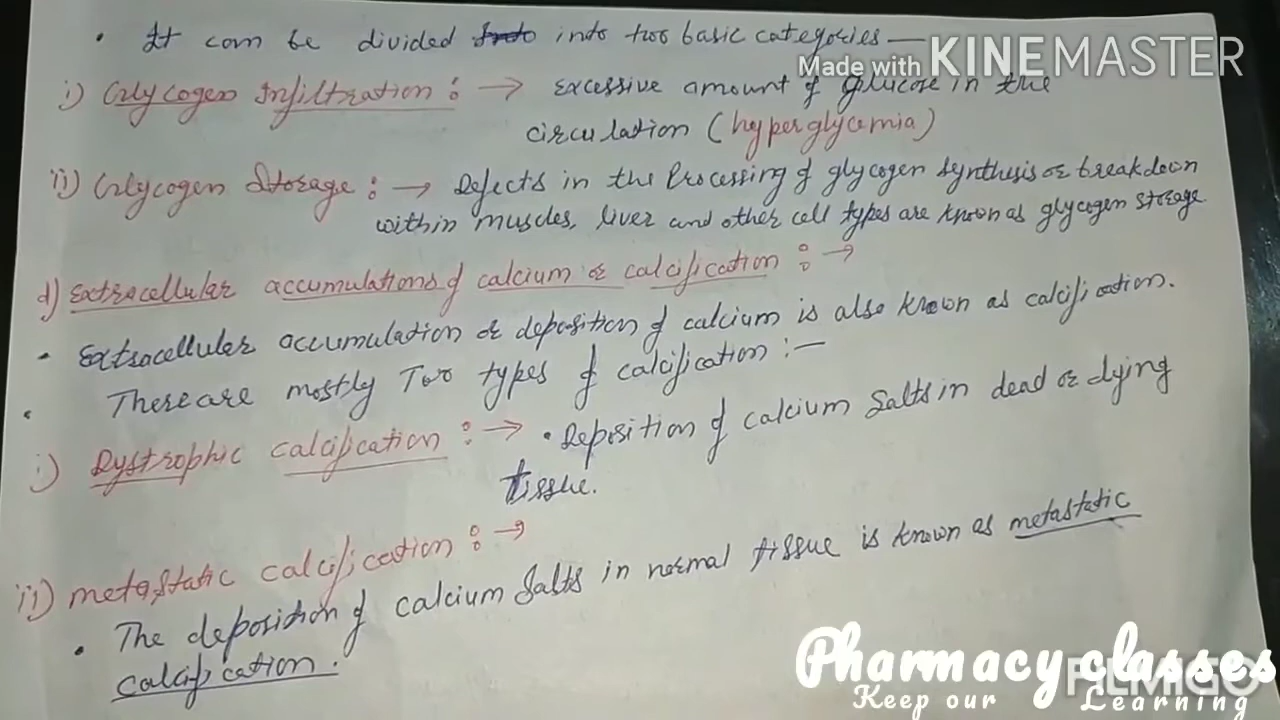 • It can be divided into two basic categories —
Made with KINEMASTER
i) Glycogen Infiltration : → Excessive amount of glucose in the
circulation (hyperglycemia)
ii) Glycogen Storage : → Defects in the Processing of glycogen synthesis or breakdown
within muscles, liver and other cell types are known as glycogen storage
d) Extracellular accumulations of calcium or calcification : →
• Extracellular accumulation or deposition of calcium is also known as calcification.
• There are mostly Two types of calcification :—
i) Dystrophic calcification : → • Deposition of calcium salts in dead or dying
tissue.
ii) metastatic calcification : →
• The deposition of calcium salts in normal tissue is known as metastatic
calcification.
Pharmacy classes
FILMIGO
Keep our Learning